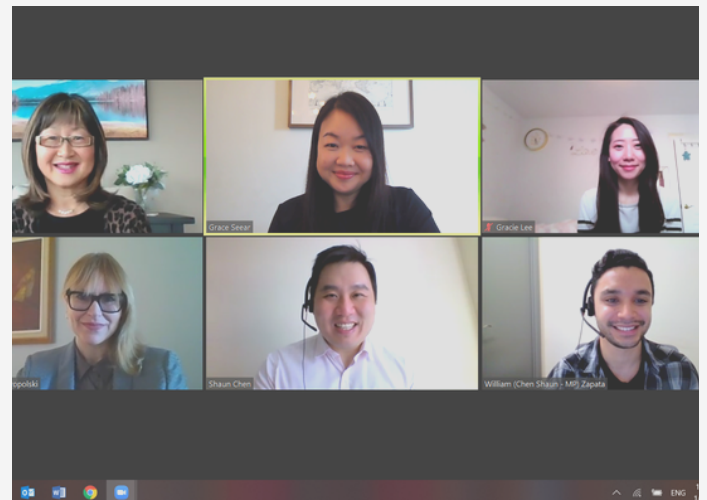 Grace Seear
Gracie Lee
opolski
Shaun Chen
William (Chen Shaun - MP) Zapata
ENG